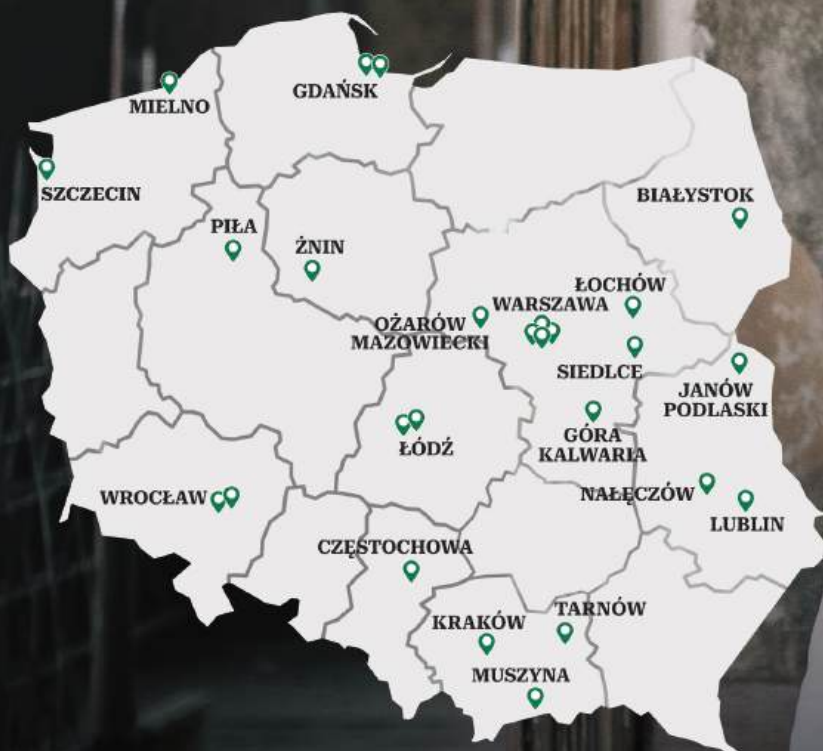 MIELNO
GDAŃSK
SZCZECIN
BIAŁYSTOK
PIŁA
ŻNIN
ŁOCHÓW
WARSZAWA
OŻARÓW
MAZOWIECKI
SIEDLCE
JANÓW
PODLASKI
GÓRA
KALWARIA
ŁÓDŹ
NAŁĘCZÓW
WROCŁAW
LUBLIN
CZĘSTOCHOWA
TARNÓW
KRAKÓW
MUSZYNA